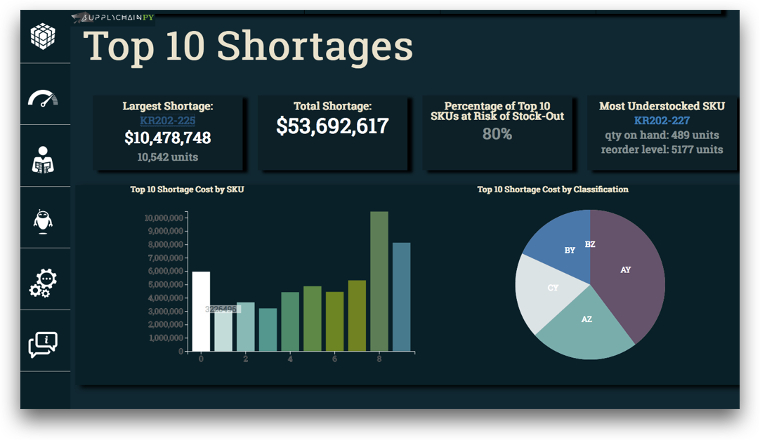 SUPPLYCHAINPY
Top 10 Shortages
Largest Shortage:
KR202-225
$10,478,748
10,542 units
Total Shortage:
$53,692,617
Percentage of Top 10
SKUs at Risk of Stock-Out
80%
Most Understocked SKU
KR202-227
qty on hand: 489 units
reorder level: 5177 units
Top 10 Shortage Cost by SKU
10,000,000
9,000,000
8,000,000
7,000,000
6,000,000
5,000,000
4,000,000
3,000,000
2,000,000
1,000,000
0
0
2
4
6
8
Top 10 Shortage Cost by Classification
BY
BZ
AY
CY
AZ